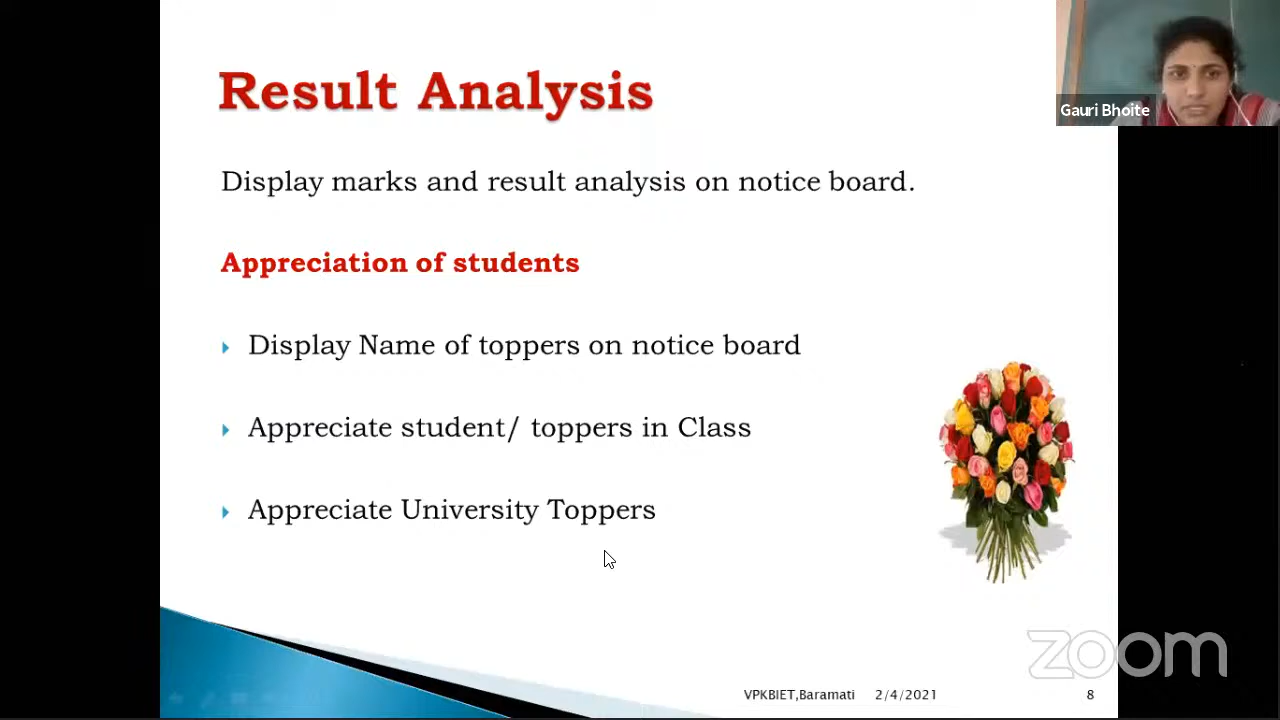 Result Analysis
Gauri Bhoite
Display marks and result analysis on notice board.
Appreciation of students
Display Name of toppers on notice board
Appreciate student/ toppers in Class
Appreciate University Toppers
zoom
VPKBIET,Baramati 2/4/2021 8